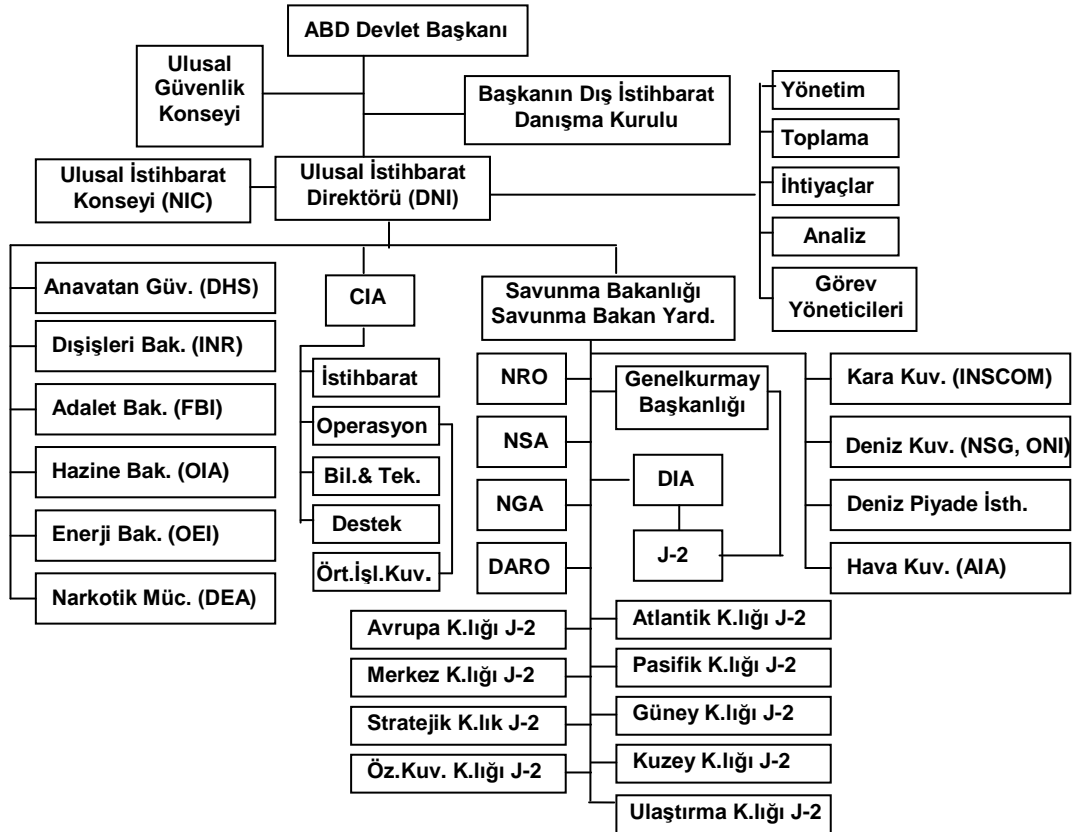 ABD Devlet Başkanı
Ulusal
Güvenlik
Konseyi
Başkanın Dış İstihbarat
Danışma Kurulu
Yönetim
Toplama
İhtiyaçlar
Analiz
Görev
Yöneticileri
Ulusal İstihbarat
Konseyi (NIC)
Ulusal İstihbarat
Direktörü (DNI)
Anavatan Güv. (DHS)
Dışişleri Bak. (INR)
Adalet Bak. (FBI)
Hazine Bak. (OIA)
Enerji Bak. (OEI)
Narkotik Müc. (DEA)
CIA
İstihbarat
Operasyon
Bil.& Tek.
Destek
Ört.İşl.Kuv.
Savunma Bakanlığı
Savunma Bakan Yard.
NRO
NSA
NGA
DARO
Genelkurmay
Başkanlığı
DIA
J-2
Kara Kuv. (INSCOM)
Deniz Kuv. (NSG, ONI)
Deniz Piyade İsth.
Hava Kuv. (AIA)
Avrupa K.lığı J-2
Merkez K.lığı J-2
Stratejik K.lık J-2
Öz.Kuv. K.lığı J-2
Atlantik K.lığı J-2
Pasifik K.lığı J-2
Güney K.lığı J-2
Kuzey K.lığı J-2
Ulaştırma K.lığı J-2